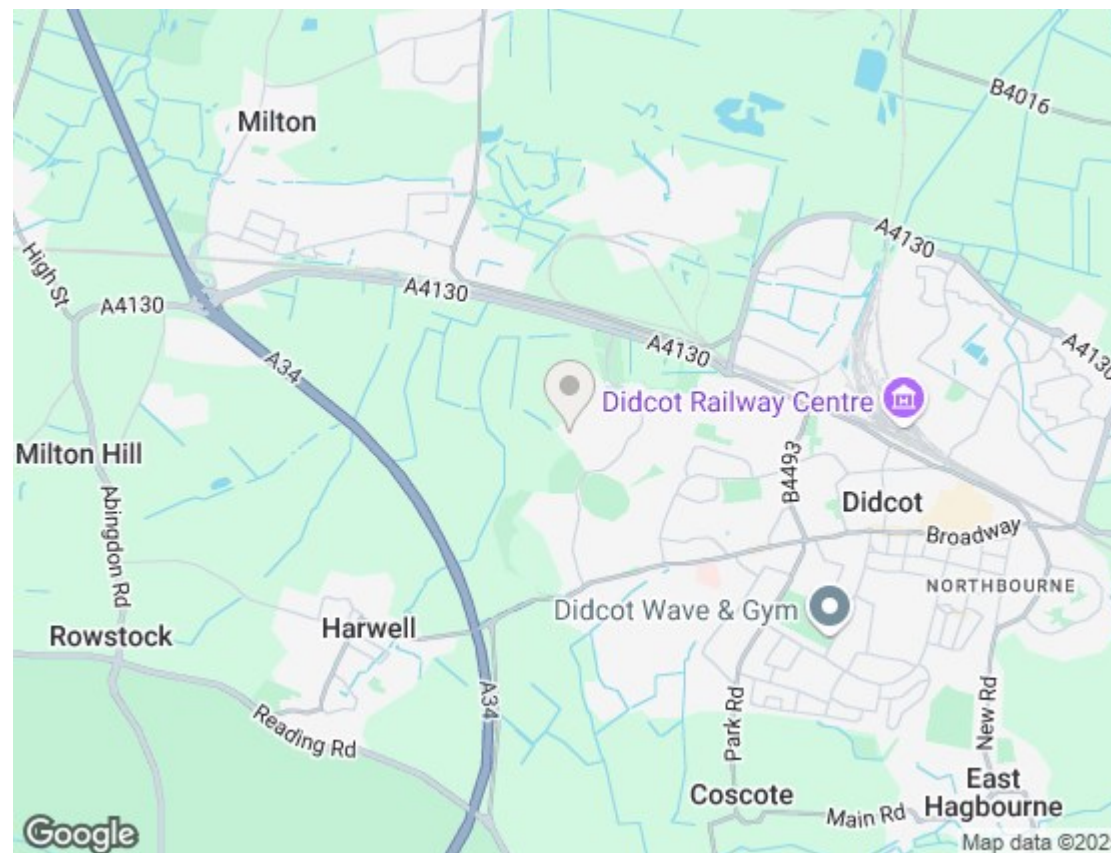 B4016
Milton
A4130
High St
A4130
A4130
A4130
A34
A4130
Didcot Railway Centre
Milton Hill
B4493
Didcot
Abingdon Rd
Broadway
NORTHBOURNE
Didcot Wave & Gym
Harwell
Rowstock
A34
Park Rd
New Rd
Reading Rd
Coscote
East
Hagbourne
Main Rd
Google
Map data ©202